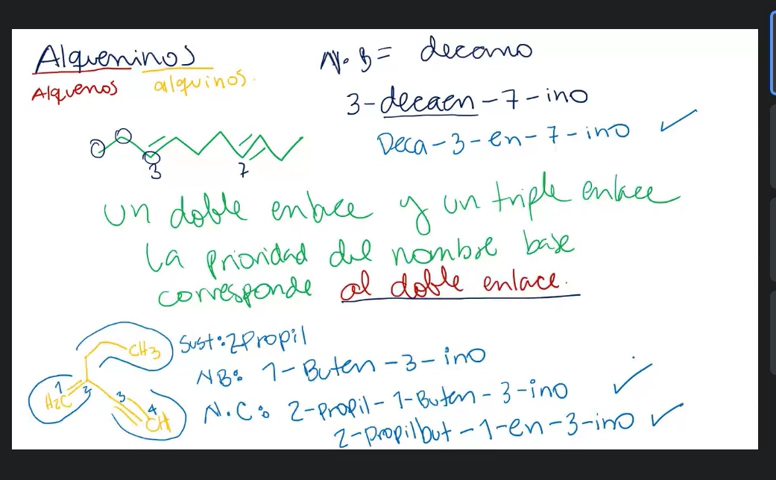 Alqueninos
Alquenos alquinos.
N.B = decano
3-decaen-7-ino
Deca-3-en-7-ino
3 7
un doble enlace y un triple enlace
La prioridad del nombre base
corresponde al doble enlace.
CH3
1 2 3 4
H2C
CH
Sust: 2Propil
NB: 1-Buten-3-ino
N.C: 2-propil-1-Buten-3-ino
2-propilbut-1-en-3-ino